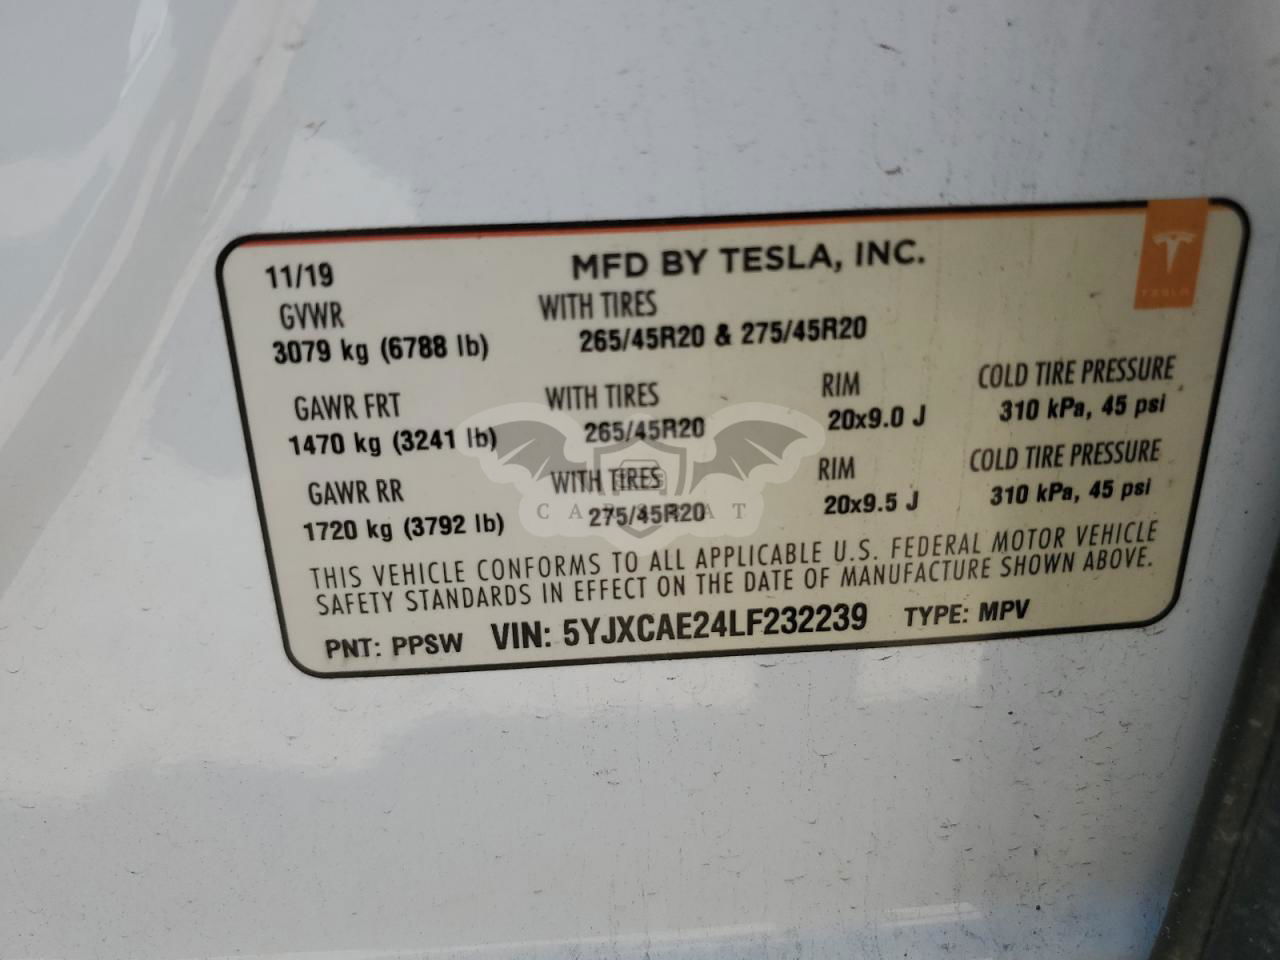 11/19 MFD BY TESLA, INC.
TESLA
GVWR WITH TIRES
3079 kg (6788 lb) 265/45R20 & 275/45R20
GAWR FRT WITH TIRES RIM COLD TIRE PRESSURE
1470 kg (3241 lb) 265/45R20 20x9.0 J 310 kPa, 45 psi
GAWR RR WITH TIRES RIM COLD TIRE PRESSURE
1720 kg (3792 lb) 275/45R20 20x9.5 J 310 kPa, 45 psi
THIS VEHICLE CONFORMS TO ALL APPLICABLE U.S. FEDERAL MOTOR VEHICLE
SAFETY STANDARDS IN EFFECT ON THE DATE OF MANUFACTURE SHOWN ABOVE.
PNT: PPSW VIN: 5YJXCAE24LF232239 TYPE: MPV